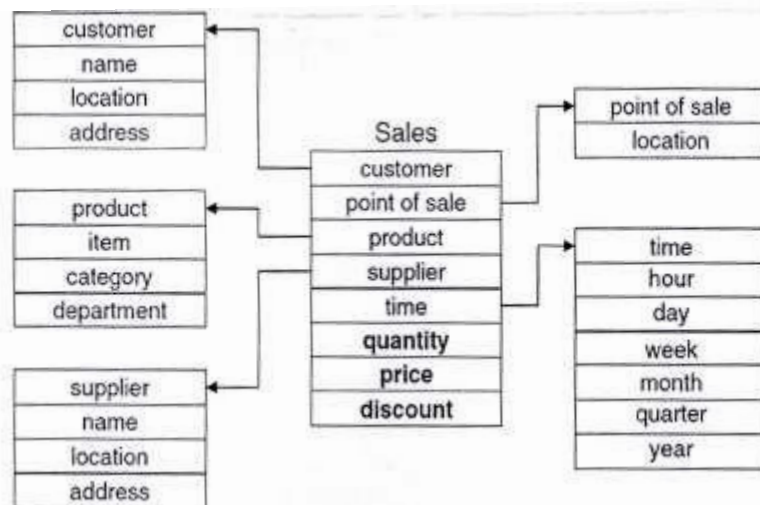 customer
name
location
address
product
item
category
department
supplier
name
location
address
Sales
customer
point of sale
product
supplier
time
quantity
price
discount
point of sale
location
time
hour
day
week
month
quarter
year